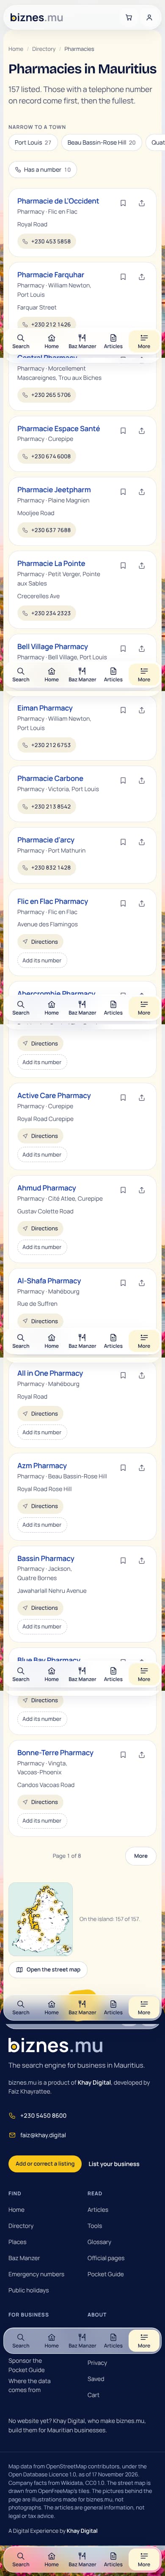 biznes.mu
Home / Directory / Pharmacies
Pharmacies in Mauritius
157 listed. Those with a telephone number you
can ring come first, then the fullest.
NARROW TO A TOWN
Port Louis 27
Beau Bassin-Rose Hill 20
Has a number 10
Pharmacie de L'Occident
Pharmacy · Flic en Flac
Royal Road
+230 453 5858
Pharmacie Farquhar
Pharmacy · William Newton,
Port Louis
Farquar Street
+230 212 1426
Search Home Baz Manzer Articles More
Central Pharmacy
Pharmacy · Morcellement
Mascareignes, Trou aux Biches
+230 265 5706
Pharmacie Espace Santé
Pharmacy · Curepipe
+230 674 6008
Pharmacie Jeetpharm
Pharmacy · Plaine Magnien
Mooljee Road
+230 637 7688
Pharmacie La Pointe
Pharmacy · Petit Verger, Pointe
aux Sables
Crecerelles Ave
+230 234 2323
Bell Village Pharmacy
Pharmacy · Bell Village, Port Louis
Search Home Baz Manzer Articles More
Eiman Pharmacy
Pharmacy · William Newton,
Port Louis
+230 212 6753
Pharmacie Carbone
Pharmacy · Victoria, Port Louis
+230 213 8542
Pharmacie d'arcy
Pharmacy · Port Mathurin
+230 832 1428
Flic en Flac Pharmacy
Pharmacy · Flic en Flac
Avenue des Flamengos
Directions
Add its number
Abercrombie Pharmacy
Search Home Baz Manzer Articles More
Directions
Add its number
Active Care Pharmacy
Pharmacy · Curepipe
Royal Road Curepipe
Directions
Add its number
Ahmud Pharmacy
Pharmacy · Cité Atlee, Curepipe
Gustav Colette Road
Directions
Add its number
Al-Shafa Pharmacy
Pharmacy · Mahébourg
Rue de Suffren
Directions
Search Home Baz Manzer Articles More
All in One Pharmacy
Pharmacy · Mahébourg
Royal Road
Directions
Add its number
Azm Pharmacy
Pharmacy · Beau Bassin-Rose Hill
Royal Road Rose Hill
Directions
Add its number
Bassin Pharmacy
Pharmacy · Jackson,
Quatre Bornes
Jawaharlall Nehru Avenue
Directions
Add its number
Blue Bay Pharmacy
Search Home Baz Manzer Articles More
Directions
Add its number
Bonne-Terre Pharmacy
Pharmacy · Vingta,
Vacoas-Phoenix
Candos Vacoas Road
Directions
Add its number
Page 1 of 8
More
On the island: 157 of 157.
Open the street map
Search Home Baz Manzer Articles More
biznes.mu
The search engine for business in Mauritius.
biznes.mu is a product of Khay Digital, developed by
Faiz Khayrattee.
+230 5450 8600
faiz@khay.digital
Add or correct a listing
List your business
FIND
Home
Directory
Places
Baz Manzer
Emergency numbers
Public holidays
READ
Articles
Tools
Glossary
Official pages
Pocket Guide
FOR BUSINESS
ABOUT
Search Home Baz Manzer Articles More
Sponsor the
Pocket Guide
Where the data
comes from
Privacy
Saved
Cart
No website yet? Khay Digital, who make biznes.mu,
build them for Mauritian businesses.
Map data from OpenStreetMap contributors, under the
Open Database Licence 1.0, as of 17 November 2026.
Company facts from Wikidata, CC0 1.0. The street map is
drawn from OpenFreeMap's tiles. The pictures behind the
page are illustrations made for biznes.mu, not
photographs. The articles are general information, not
legal or tax advice.
A Digital Experience by Khay Digital
Search Home Baz Manzer Articles More